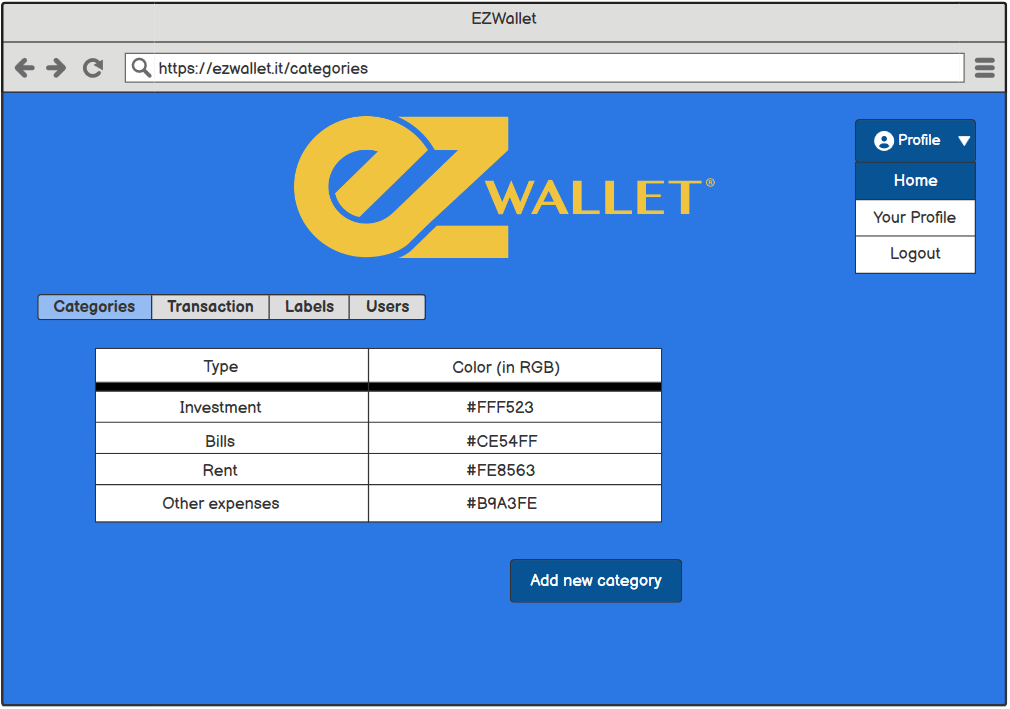 EZWallet
https://ezwallet.it/categories
eZ WALLET®
Profile
Home
Your Profile
Logout
Categories Transaction Labels Users
Type Color (in RGB)
Investment #FFF523
Bills #CE54FF
Rent #FE8563
Other expenses #B9A3FE
Add new category